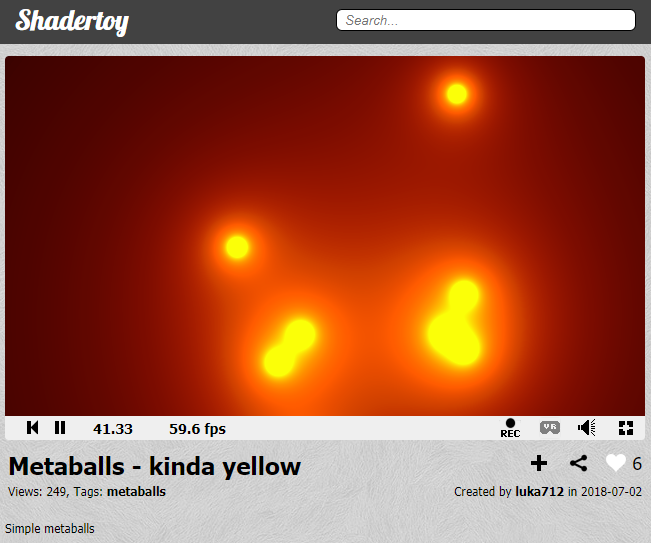 Shadertoy
Search...
41.33 59.6 fps
REC
VR
Metaballs - kinda yellow
6
Views: 249, Tags: metaballs
Created by luka712 in 2018-07-02
Simple metaballs